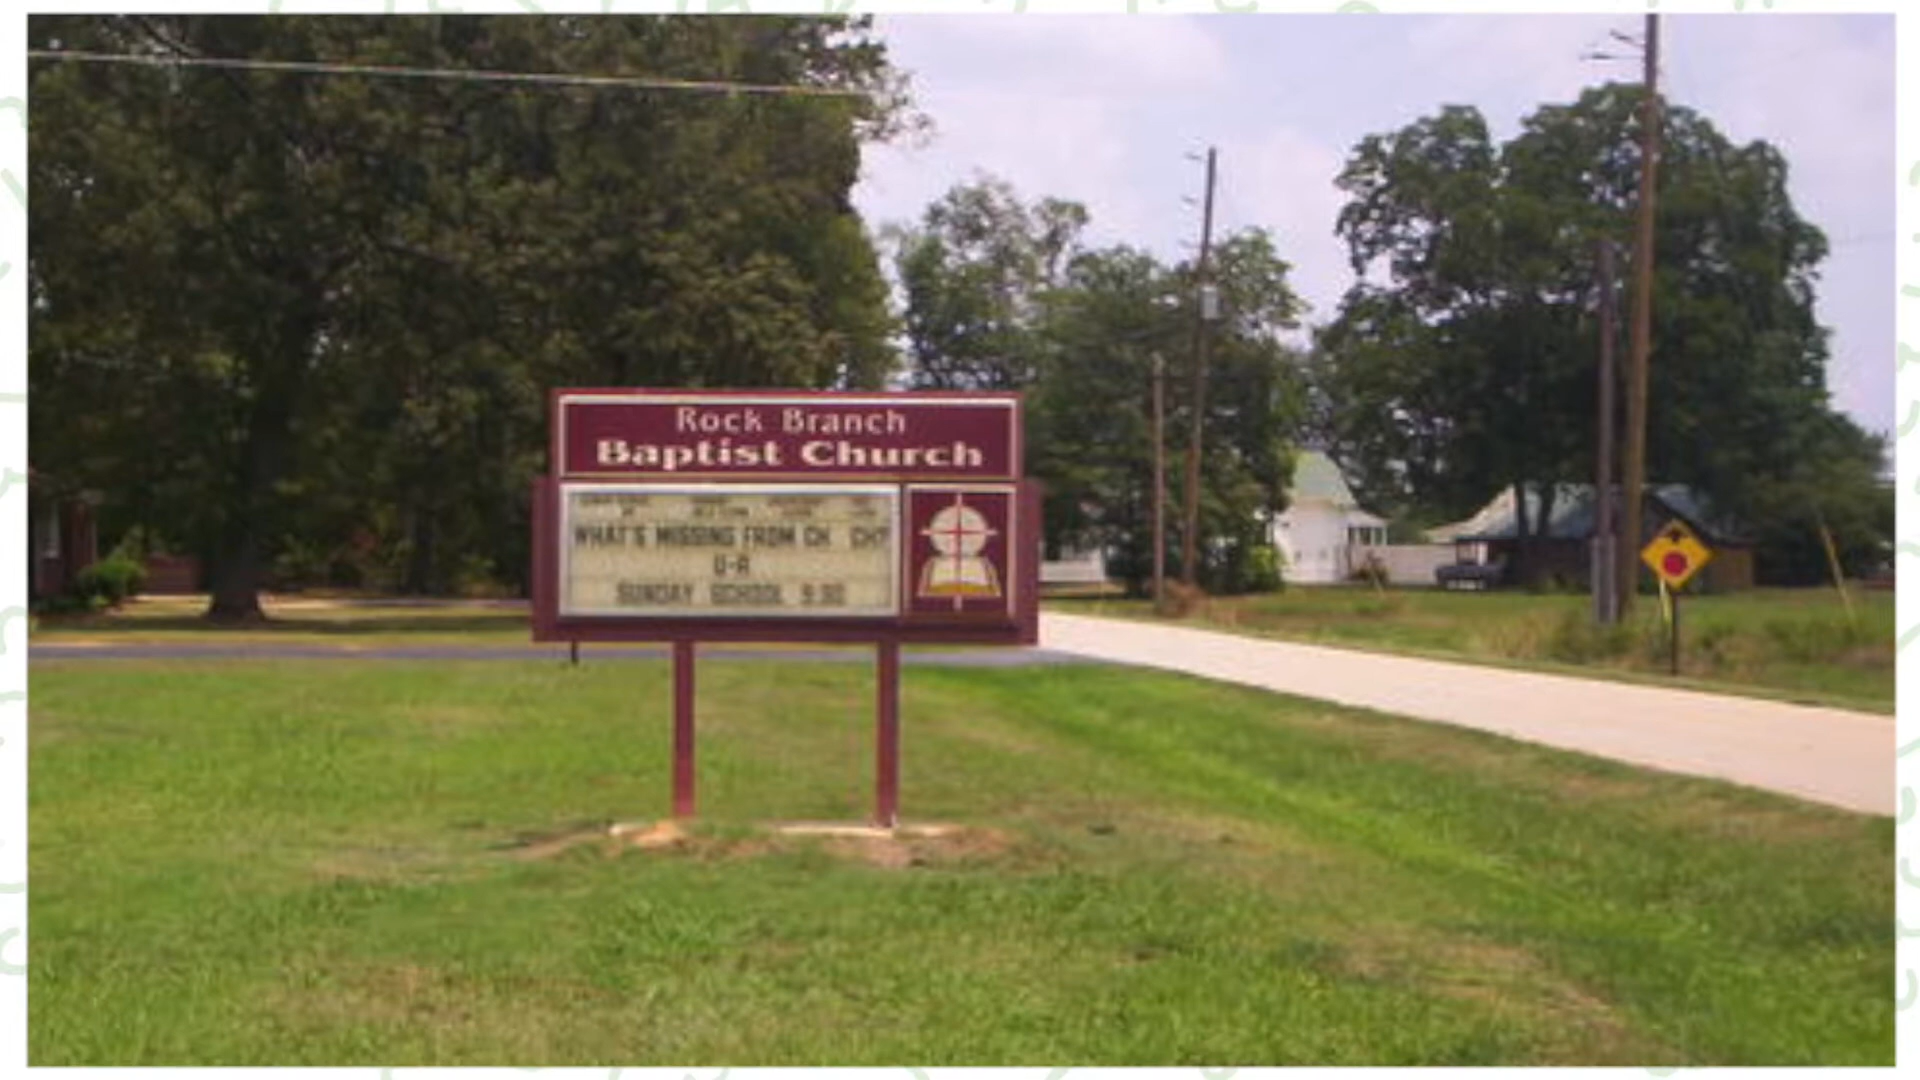 Rock Branch
Baptist Church
WHAT'S MISSING FROM CH  CH?
U-R
SUNDAY SCHOOL 9:30